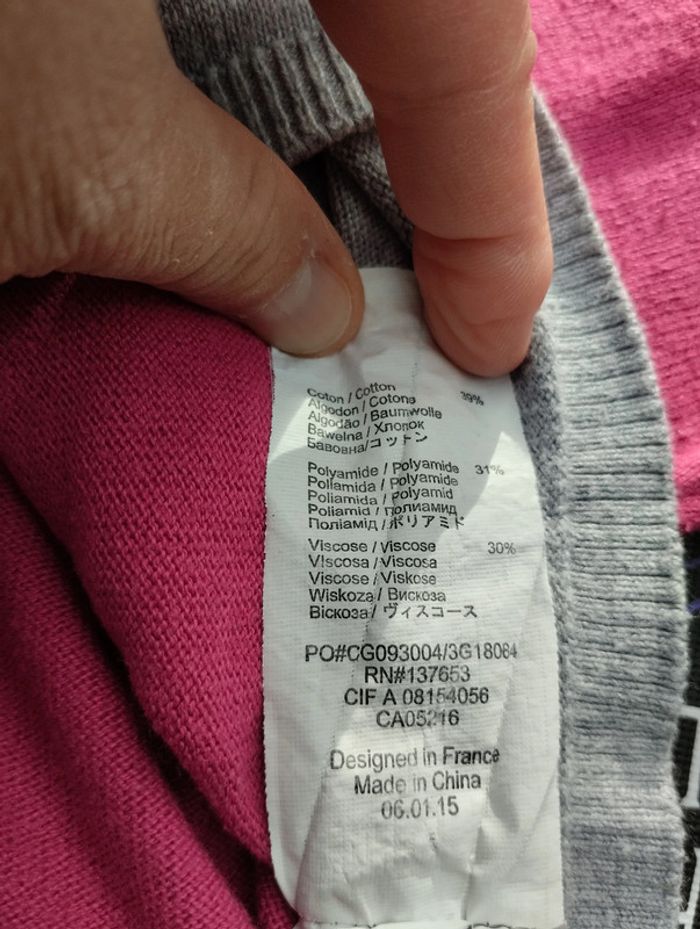 Coton / Cotton 39%
Algodon / Cotone
Algodão / Baumwolle
Bawelna / Хлопок
Бавовна/コットン
Polyamide / Polyamide 31%
Poliamida / Polyamide
Poliamida / Polyamid
Poliamid / полиамид
Поліамід / ポリアミド
Viscose / Viscose 30%
Viscosa / Viscosa
Viscose / Viskose
Wiskoza / Вискоза
Віскоза / ヴィスコース
PO#CG093004/3G18084
RN#137653
CIF A 08154056
CA05216
Designed in France
Made in China
06.01.15